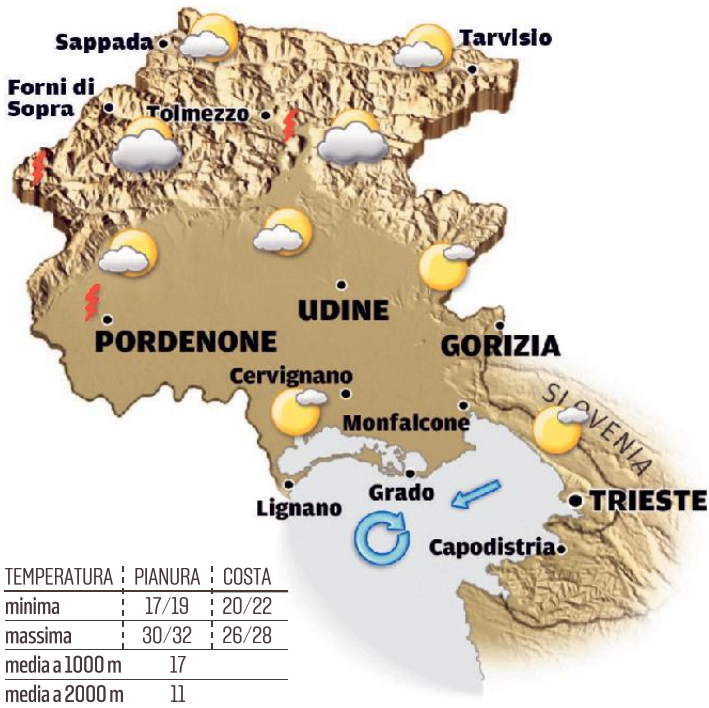 Sappada
Tarvisio
Forni di
Sopra
Tolmezzo
UDINE
PORDENONE
GORIZIA
Cervignano
SLOVENIA
Monfalcone
Grado
Lignano
TRIESTE
Capodistria
TEMPERATURA PIANURA COSTA
minima 17/19 20/22
massima 30/32 26/28
media a 1000 m 17
media a 2000 m 11